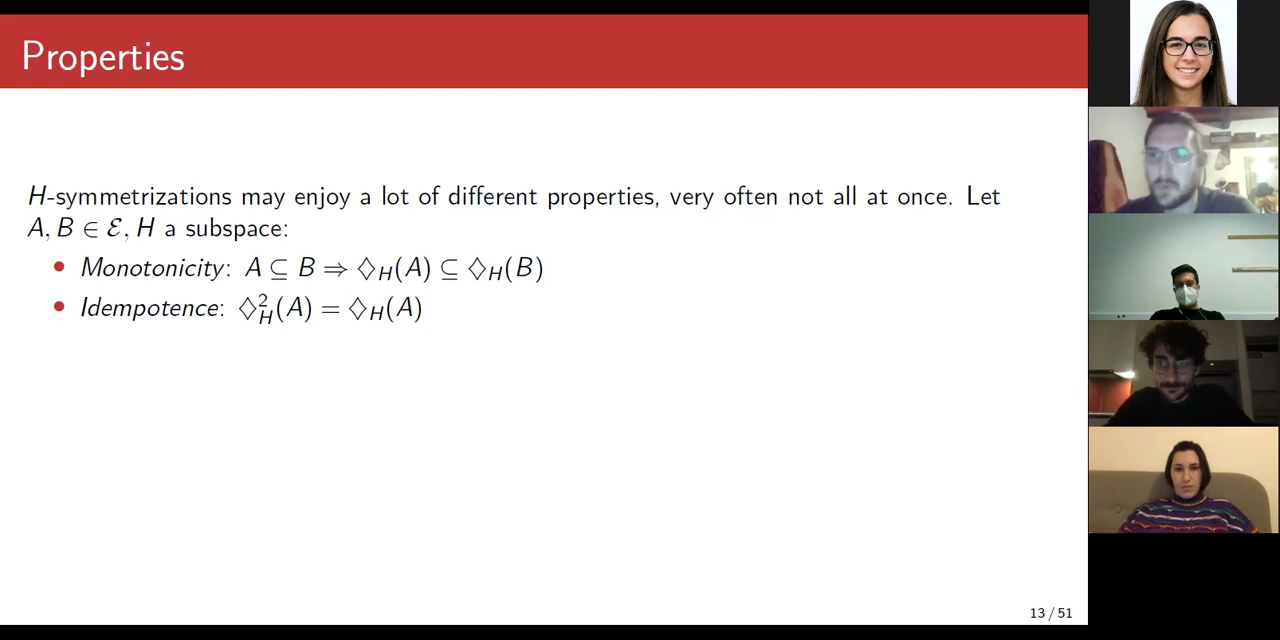 Properties
H-symmetrizations may enjoy a lot of different properties, very often not all at once. Let
A, B ∈ ℰ, H a subspace:
• Monotonicity: A ⊆ B ⇒ ♢_H(A) ⊆ ♢_H(B)
• Idempotence: ♢²_H(A) = ♢_H(A)
13 / 51